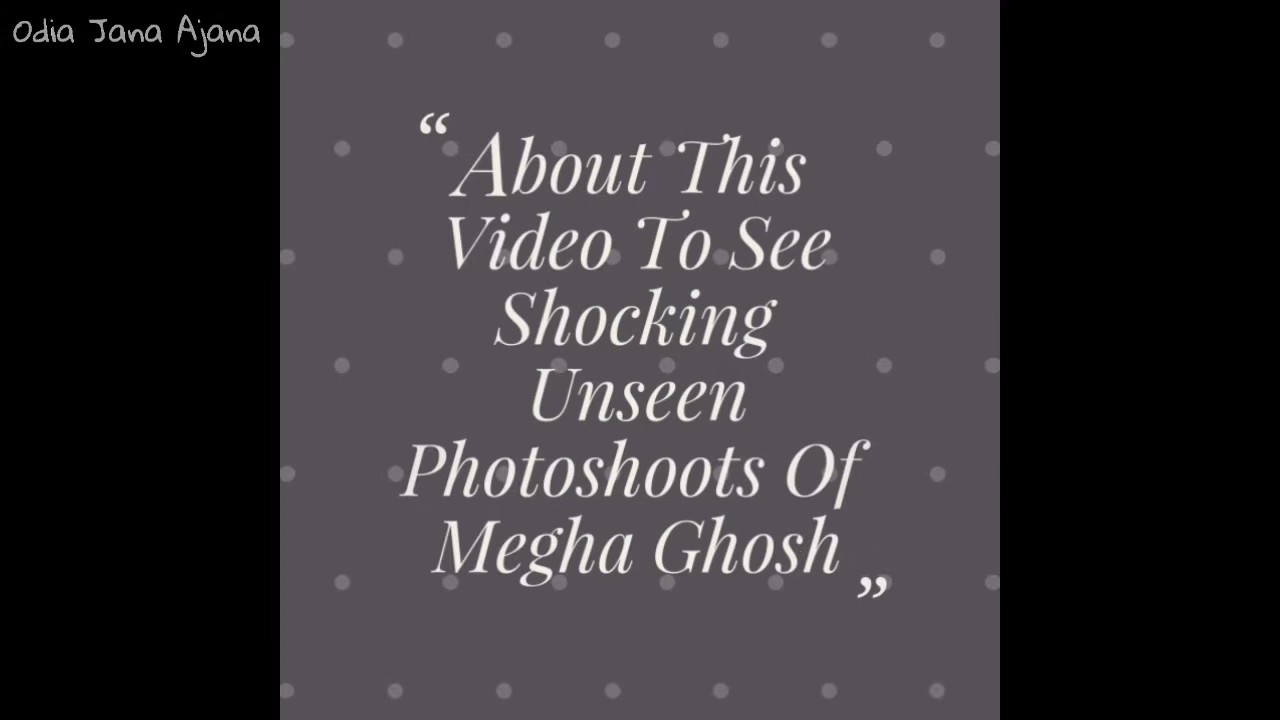 Odia Jana Ajana
“ About This
Video To See
Shocking
Unseen
Photoshoots Of
Megha Ghosh ”